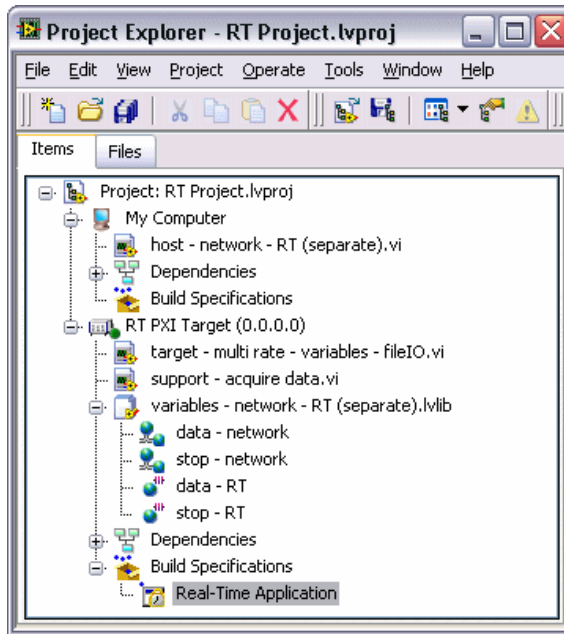 Project Explorer - RT Project.lvproj
File Edit View Project Operate Tools Window Help
Items Files
Project: RT Project.lvproj
My Computer
host - network - RT (separate).vi
Dependencies
Build Specifications
RT PXI Target (0.0.0.0)
target - multi rate - variables - fileIO.vi
support - acquire data.vi
variables - network - RT (separate).lvlib
data - network
stop - network
data - RT
stop - RT
Dependencies
Build Specifications
Real-Time Application